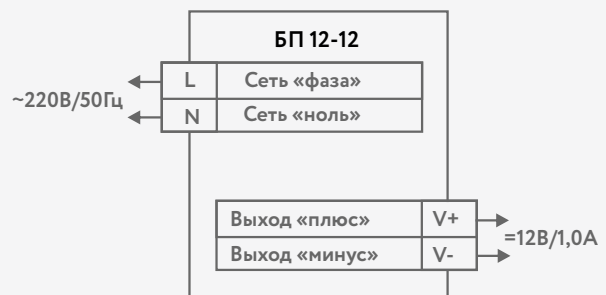 БП 12-12
L Сеть «фаза»
~220В/50Гц
N Сеть «ноль»
Выход «плюс» V+
=12В/1,0А
Выход «минус» V-